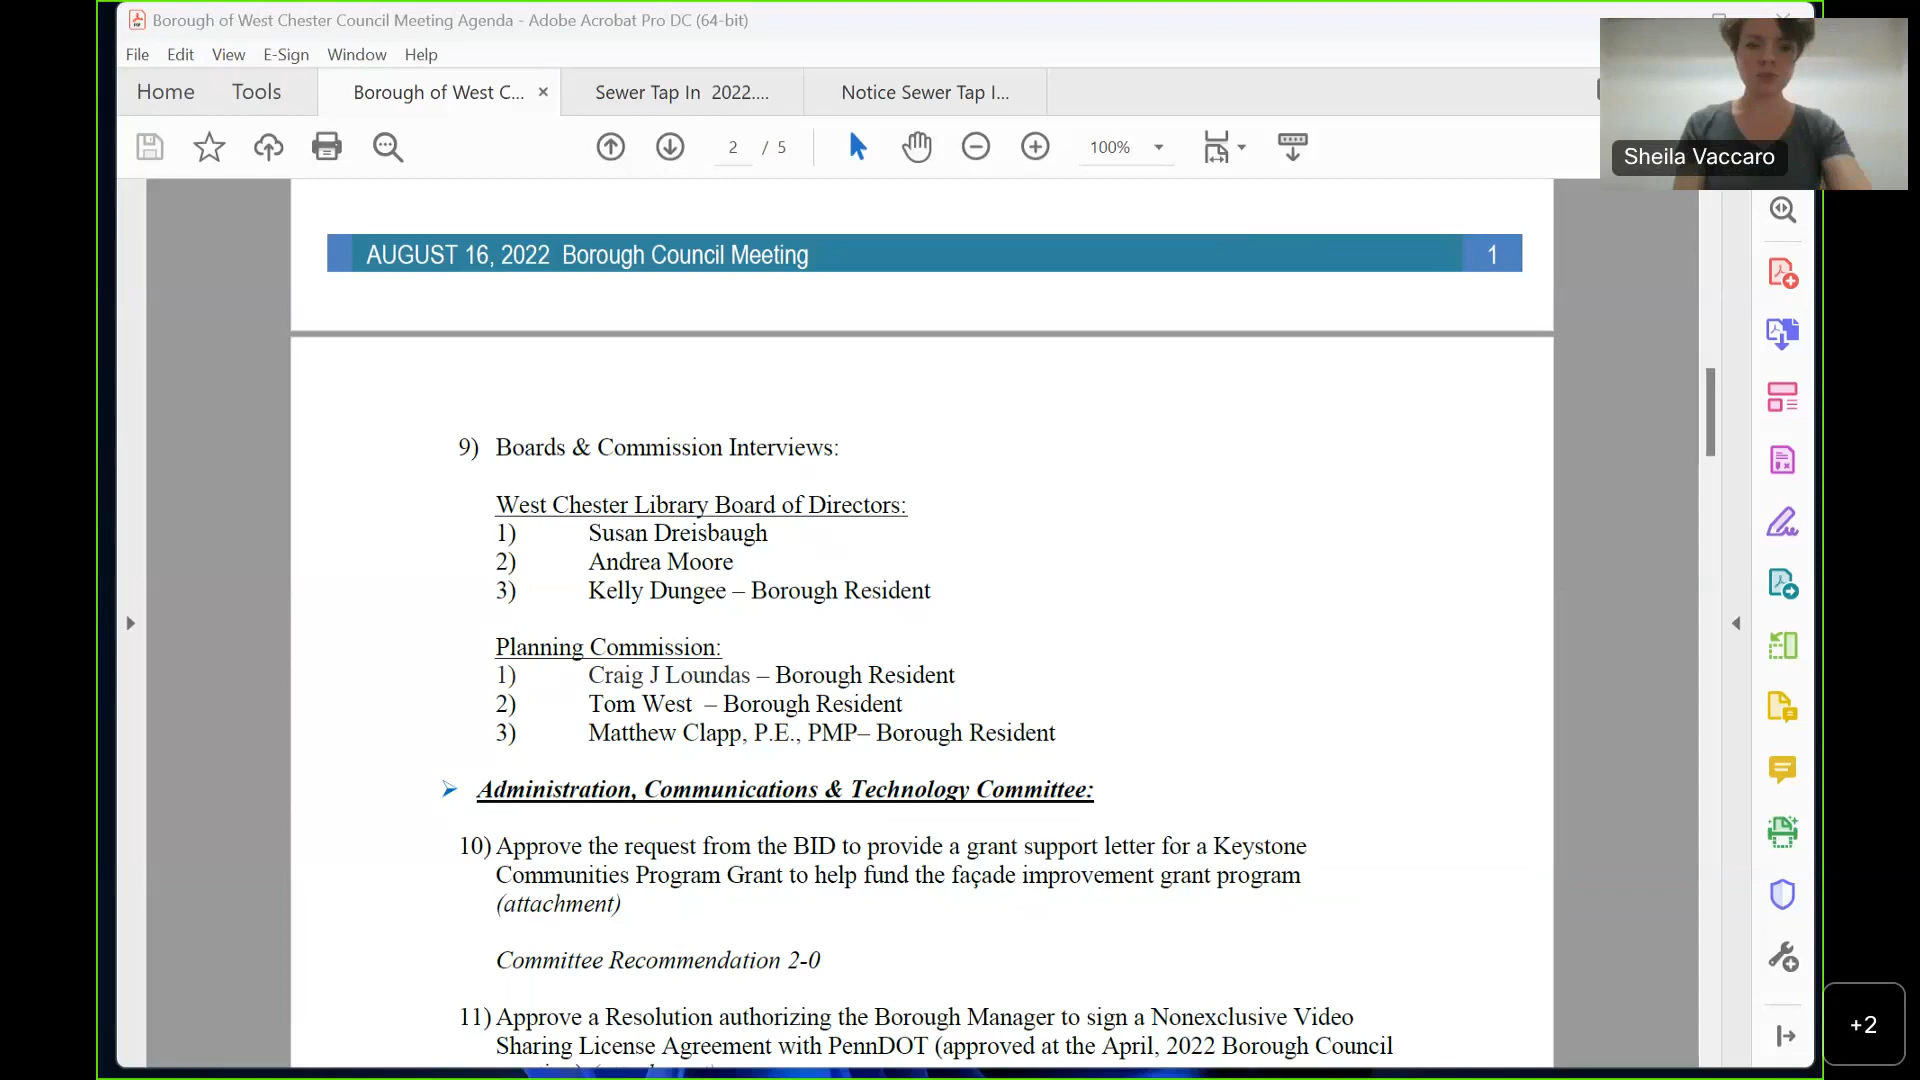 Borough of West Chester Council Meeting Agenda - Adobe Acrobat Pro DC (64-bit)
File Edit View E-Sign Window Help
Home Tools Borough of West C... × Sewer Tap In 2022.... Notice Sewer Tap I...
2 / 5 100%
Sheila Vaccaro
AUGUST 16, 2022 Borough Council Meeting 1
9) Boards & Commission Interviews:
West Chester Library Board of Directors:
1) Susan Dreisbaugh
2) Andrea Moore
3) Kelly Dungee – Borough Resident
Planning Commission:
1) Craig J Loundas – Borough Resident
2) Tom West – Borough Resident
3) Matthew Clapp, P.E., PMP– Borough Resident
➢ Administration, Communications & Technology Committee:
10) Approve the request from the BID to provide a grant support letter for a Keystone
Communities Program Grant to help fund the façade improvement grant program
(attachment)
Committee Recommendation 2-0
11) Approve a Resolution authorizing the Borough Manager to sign a Nonexclusive Video
Sharing License Agreement with PennDOT (approved at the April, 2022 Borough Council
+2